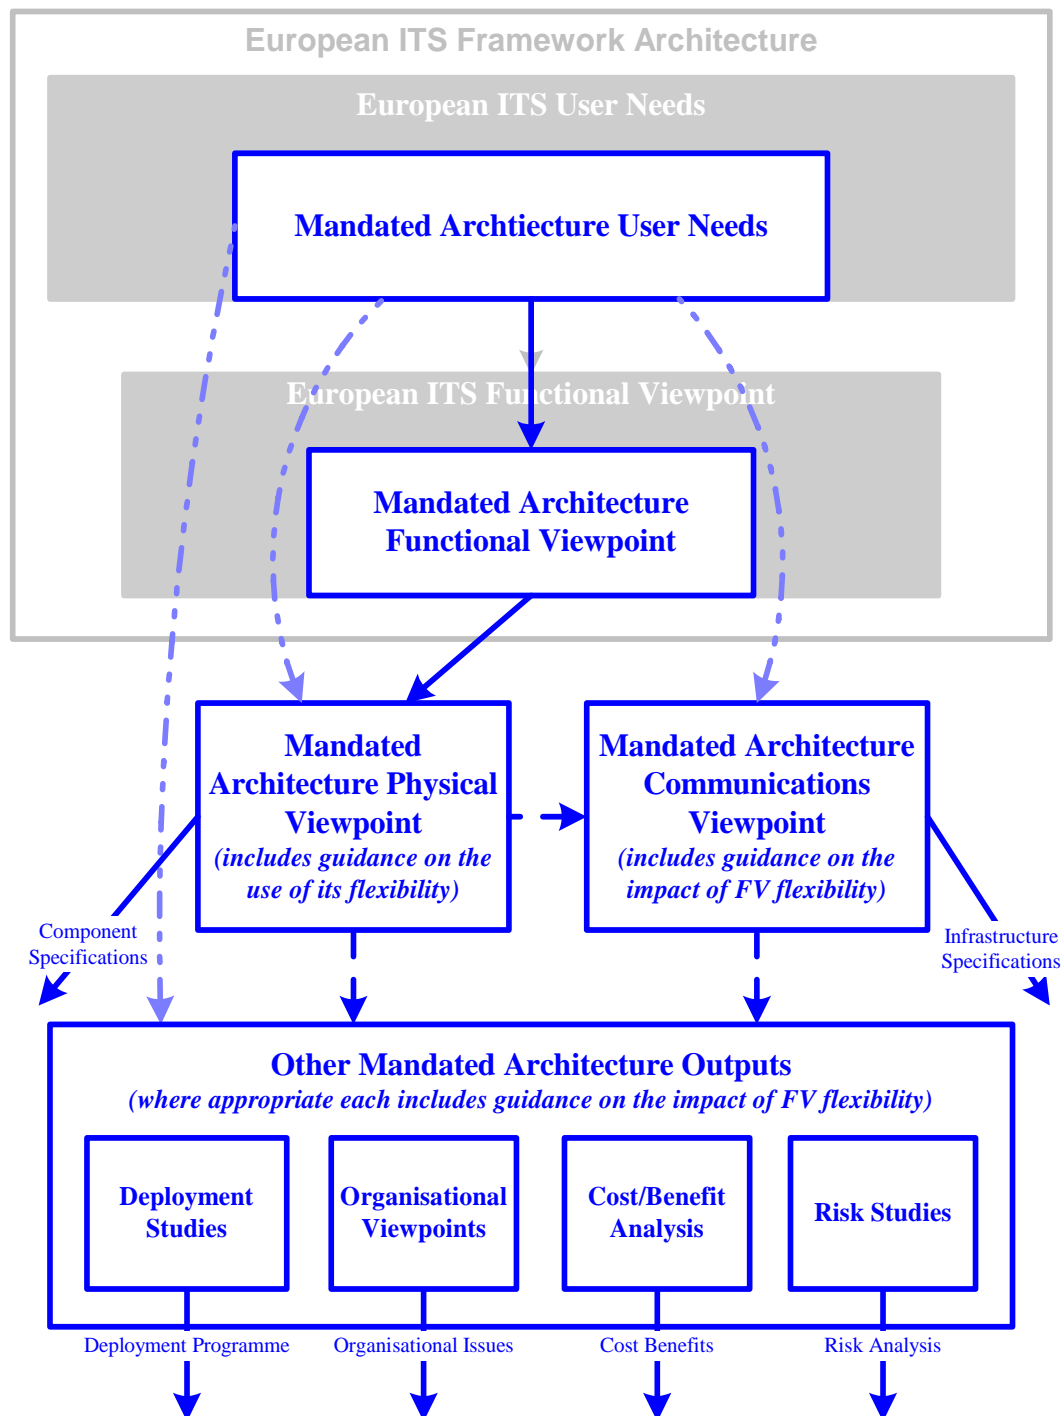 European ITS Framework Architecture
European ITS User Needs
Mandated Archtiecture User Needs
European ITS Functional Viewpoint
Mandated Architecture
Functional Viewpoint
Mandated
Architecture Physical
Viewpoint
(includes guidance on the
use of its flexibility)
Mandated Architecture
Communications
Viewpoint
(includes guidance on the
impact of FV flexibility)
Component
Specifications
Infrastructure
Specifications
Other Mandated Architecture Outputs
(where appropriate each includes guidance on the impact of FV flexibility)
Deployment
Studies
Organisational
Viewpoints
Cost/Benefit
Analysis
Risk Studies
Deployment Programme
Organisational Issues
Cost Benefits
Risk Analysis